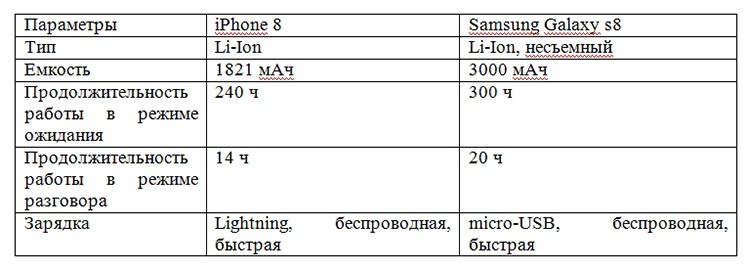 Параметры iPhone 8 Samsung Galaxy s8
Тип Li-Ion Li-Ion, несъемный
Емкость 1821 мАч 3000 мАч
Продолжительность 240 ч 300 ч
работы в режиме
ожидания
Продолжительность 14 ч 20 ч
работы в режиме
разговора
Зарядка Lightning, беспроводная, micro-USB, беспроводная,
быстрая быстрая